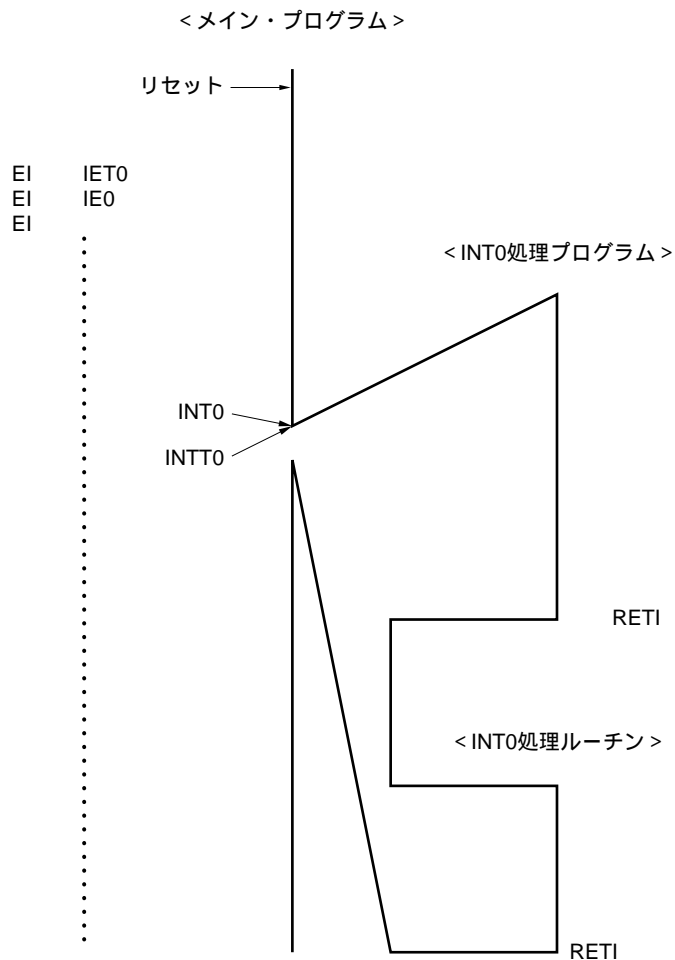 <メイン・プログラム>
リセット
EI IET0
EI IE0
EI
<INT0処理プログラム>
INT0
INTT0
RETI
<INT0処理ルーチン>
RETI